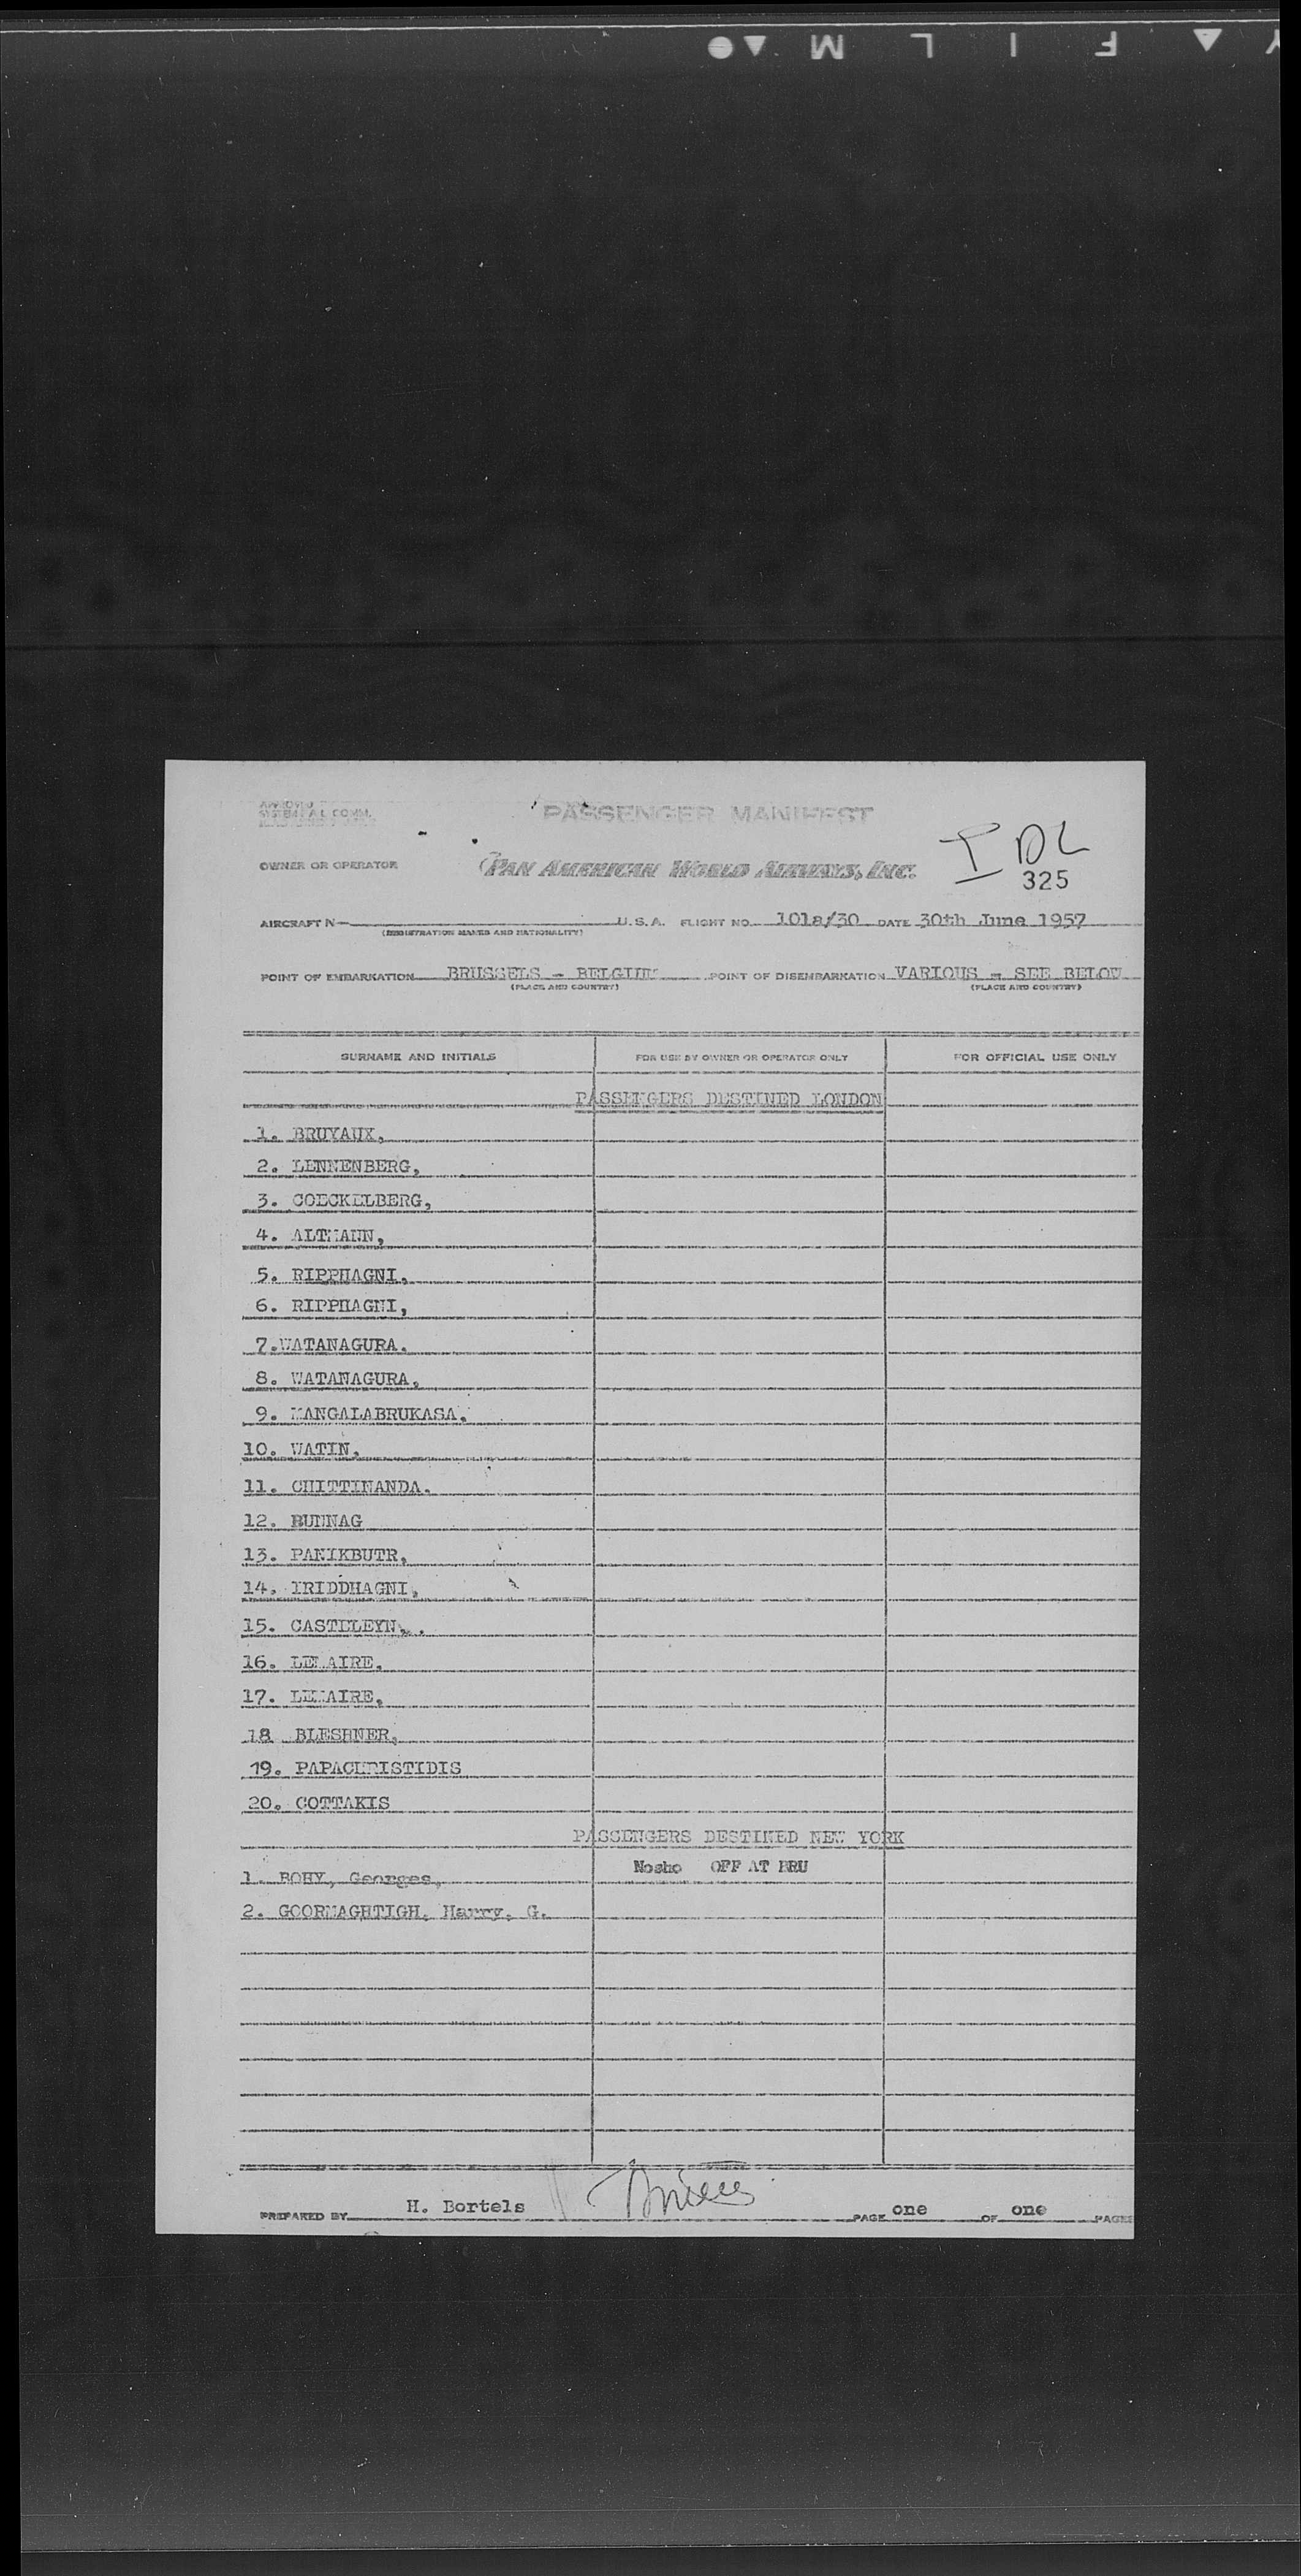 F I L M
PASSENGER MANIFEST
OWNER OR OPERATOR PAN AMERICAN WORLD AIRWAYS, INC.
I DL
325
AIRCRAFT N— U.S.A. FLIGHT NO. 101a/30 DATE 30th June 1957
(REGISTRATION MARKS AND NATIONALITY)
POINT OF EMBARKATION BRUSSELS - BELGIUM POINT OF DISEMBARKATION VARIOUS - SEE BELOW
(PLACE AND COUNTRY) (PLACE AND COUNTRY)
SURNAME AND INITIALS FOR USE BY OWNER OR OPERATOR ONLY FOR OFFICIAL USE ONLY
PASSENGERS DESTINED LONDON
1. BRUYAUX,
2. LENNENBERG,
3. COECKELBERG,
4. ALTMANN,
5. RIPPHAGNI,
6. RIPPHAGNI,
7.WATANAGURA.
8. WATANAGURA,
9. MANGALABRUKASA.
10. WATIN,
11. CHITTINANDA.
12. BUNNAG
13. PANIKBUTR,
14. IRIDDHAGNI,
15. CASTELEYN,.
16. LEMAIRE.
17. LEMAIRE,
18 BLESHNER,
19. PAPACHRISTIDIS
20. COTTAKIS
PASSENGERS DESTINED NEW YORK
1. BOHY, Georges, Nosho OFF AT BRU
2. GOORMAGHTIGH, Harry, G.
PREPARED BY H. Bortels PAGE one OF one PAGES